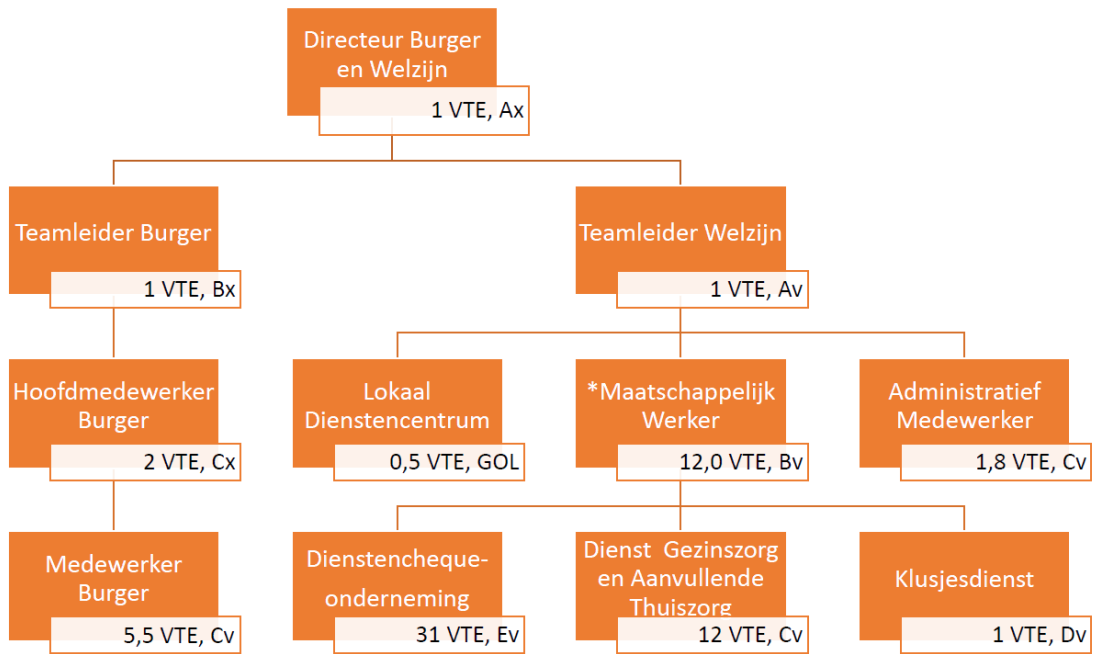 Directeur Burger
en Welzijn
1 VTE, Ax
Teamleider Burger
1 VTE, Bx
Teamleider Welzijn
1 VTE, Av
Hoofdmedewerker
Burger
2 VTE, Cx
Lokaal
Dienstencentrum
0,5 VTE, GOL
*Maatschappelijk
Werker
12,0 VTE, Bv
Administratief
Medewerker
1,8 VTE, Cv
Medewerker
Burger
5,5 VTE, Cv
Dienstencheque-
onderneming
31 VTE, Ev
Dienst  Gezinszorg
en Aanvullende
Thuiszorg
12 VTE, Cv
Klusjesdienst
1 VTE, Dv